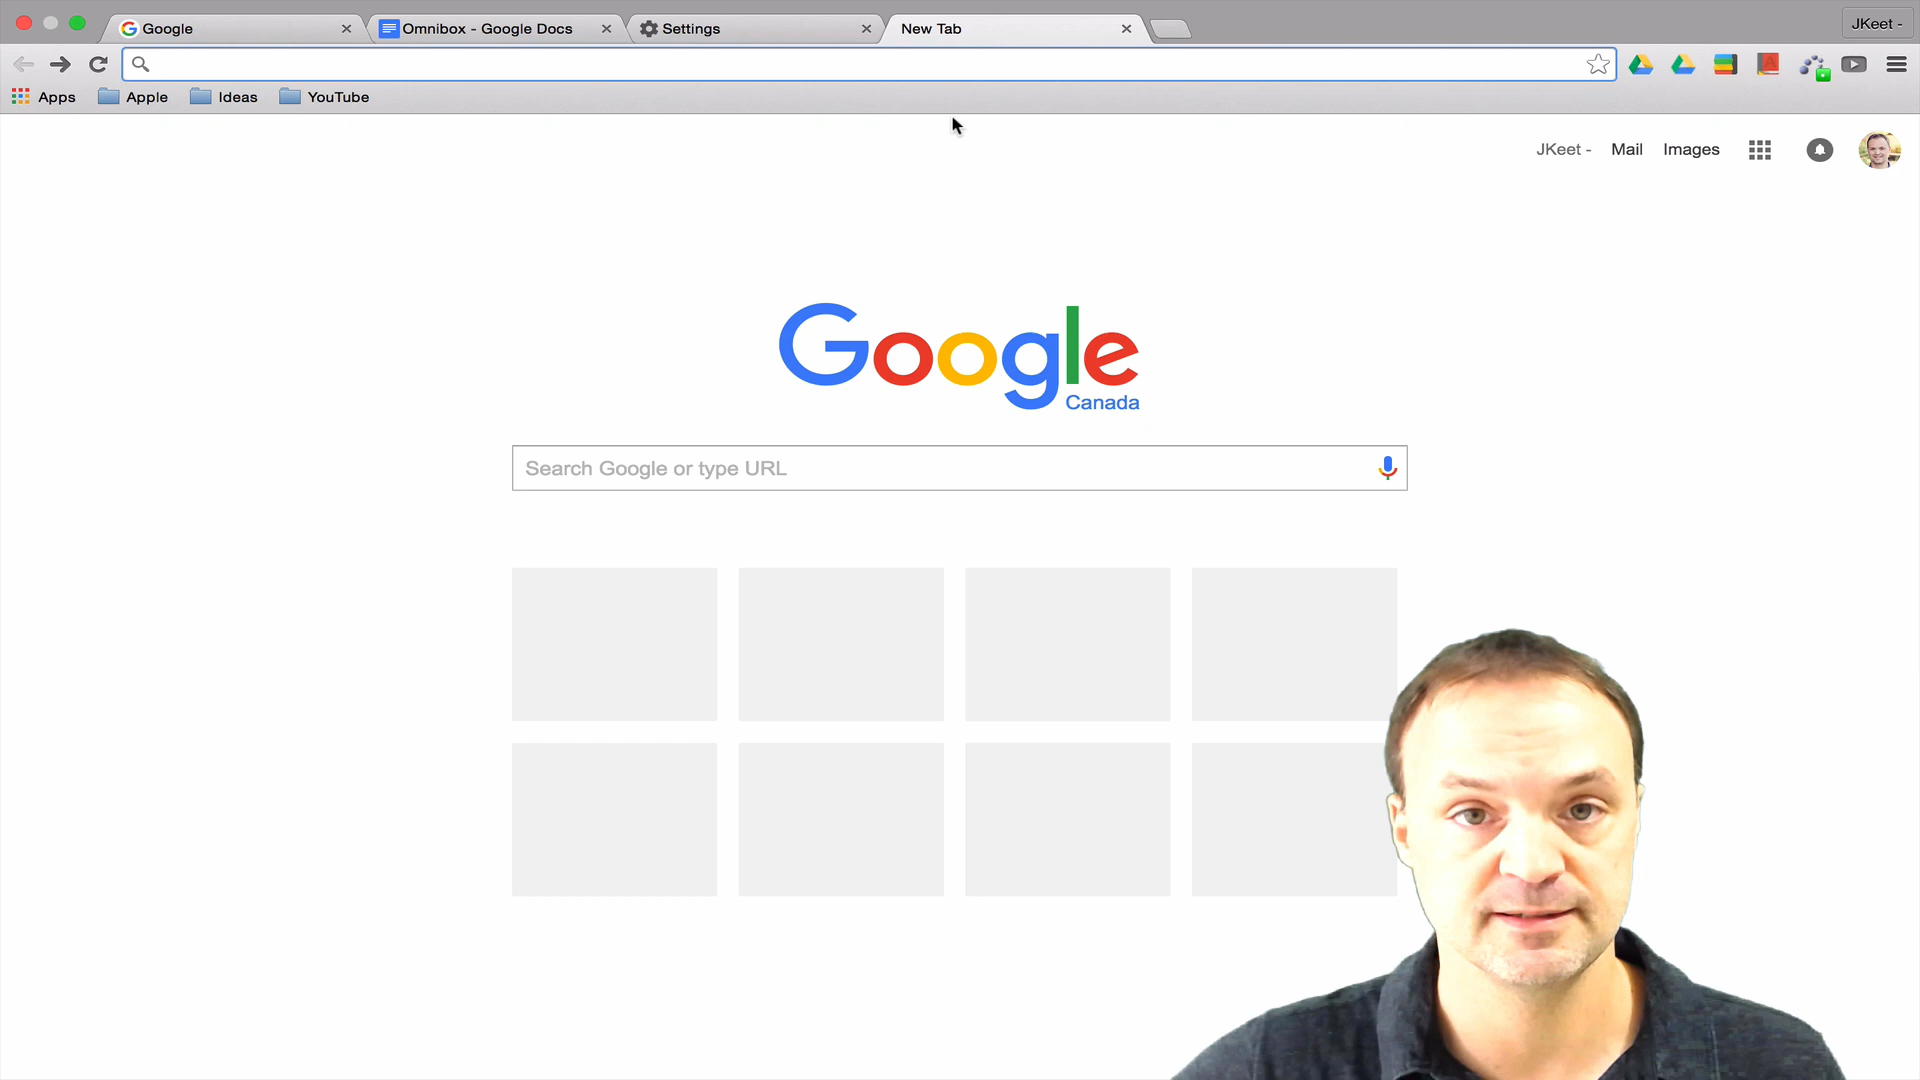 Google
Omnibox - Google Docs
Settings
New Tab
JKeet -
Apps
Apple
Ideas
YouTube
JKeet -
Mail
Images
Google
Canada
Search Google or type URL